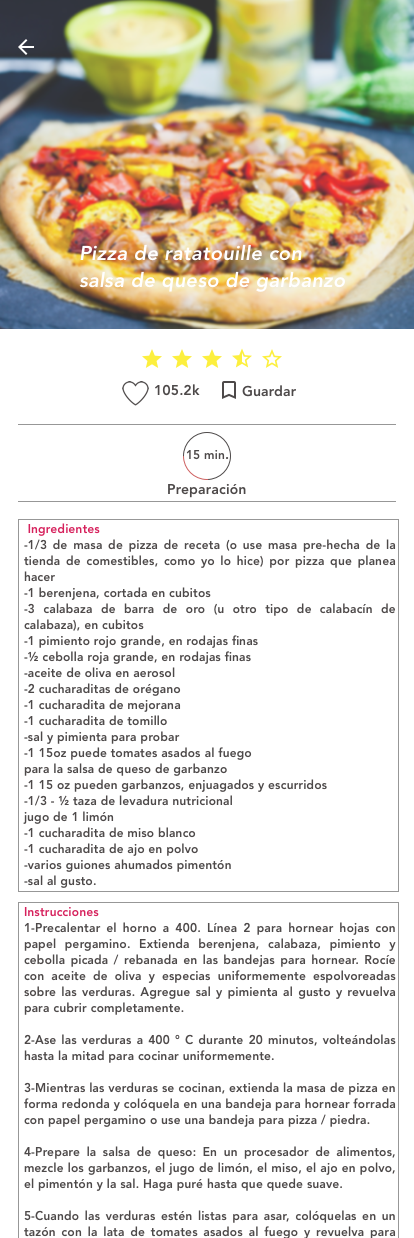 Pizza de ratatouille con
salsa de queso de garbanzo
105.2k Guardar
15 min.
Preparación
Ingredientes
-1/3 de masa de pizza de receta (o use masa pre-hecha de la
tienda de comestibles, como yo lo hice) por pizza que planea
hacer
-1 berenjena, cortada en cubitos
-3 calabaza de barra de oro (u otro tipo de calabacín de
calabaza), en cubitos
-1 pimiento rojo grande, en rodajas finas
-½ cebolla roja grande, en rodajas finas
-aceite de oliva en aerosol
-2 cucharaditas de orégano
-1 cucharadita de mejorana
-1 cucharadita de tomillo
-sal y pimienta para probar
-1 15oz puede tomates asados al fuego
para la salsa de queso de garbanzo
-1 15 oz pueden garbanzos, enjuagados y escurridos
-1/3 - ½ taza de levadura nutricional
jugo de 1 limón
-1 cucharadita de miso blanco
-1 cucharadita de ajo en polvo
-varios guiones ahumados pimentón
-sal al gusto.
Instrucciones
1-Precalentar el horno a 400. Línea 2 para hornear hojas con
papel pergamino. Extienda berenjena, calabaza, pimiento y
cebolla picada / rebanada en las bandejas para hornear. Rocíe
con aceite de oliva y especias uniformemente espolvoreadas
sobre las verduras. Agregue sal y pimienta al gusto y revuelva
para cubrir completamente.
2-Ase las verduras a 400 ° C durante 20 minutos, volteándolas
hasta la mitad para cocinar uniformemente.
3-Mientras las verduras se cocinan, extienda la masa de pizza en
forma redonda y colóquela en una bandeja para hornear forrada
con papel pergamino o use una bandeja para pizza / piedra.
4-Prepare la salsa de queso: En un procesador de alimentos,
mezcle los garbanzos, el jugo de limón, el miso, el ajo en polvo,
el pimentón y la sal. Haga puré hasta que quede suave.
5-Cuando las verduras estén listas para asar, colóquelas en un
tazón con la lata de tomates asados al fuego y revuelva para